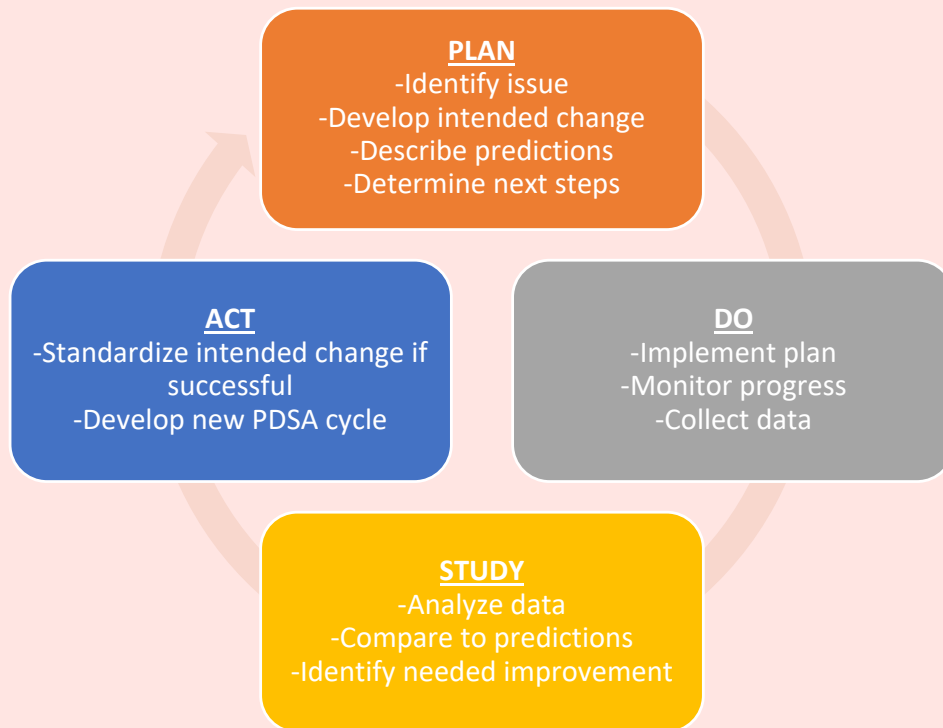 PLAN
-Identify issue
-Develop intended change
-Describe predictions
-Determine next steps
DO
-Implement plan
-Monitor progress
-Collect data
STUDY
-Analyze data
-Compare to predictions
-Identify needed improvement
ACT
-Standardize intended change if
successful
-Develop new PDSA cycle